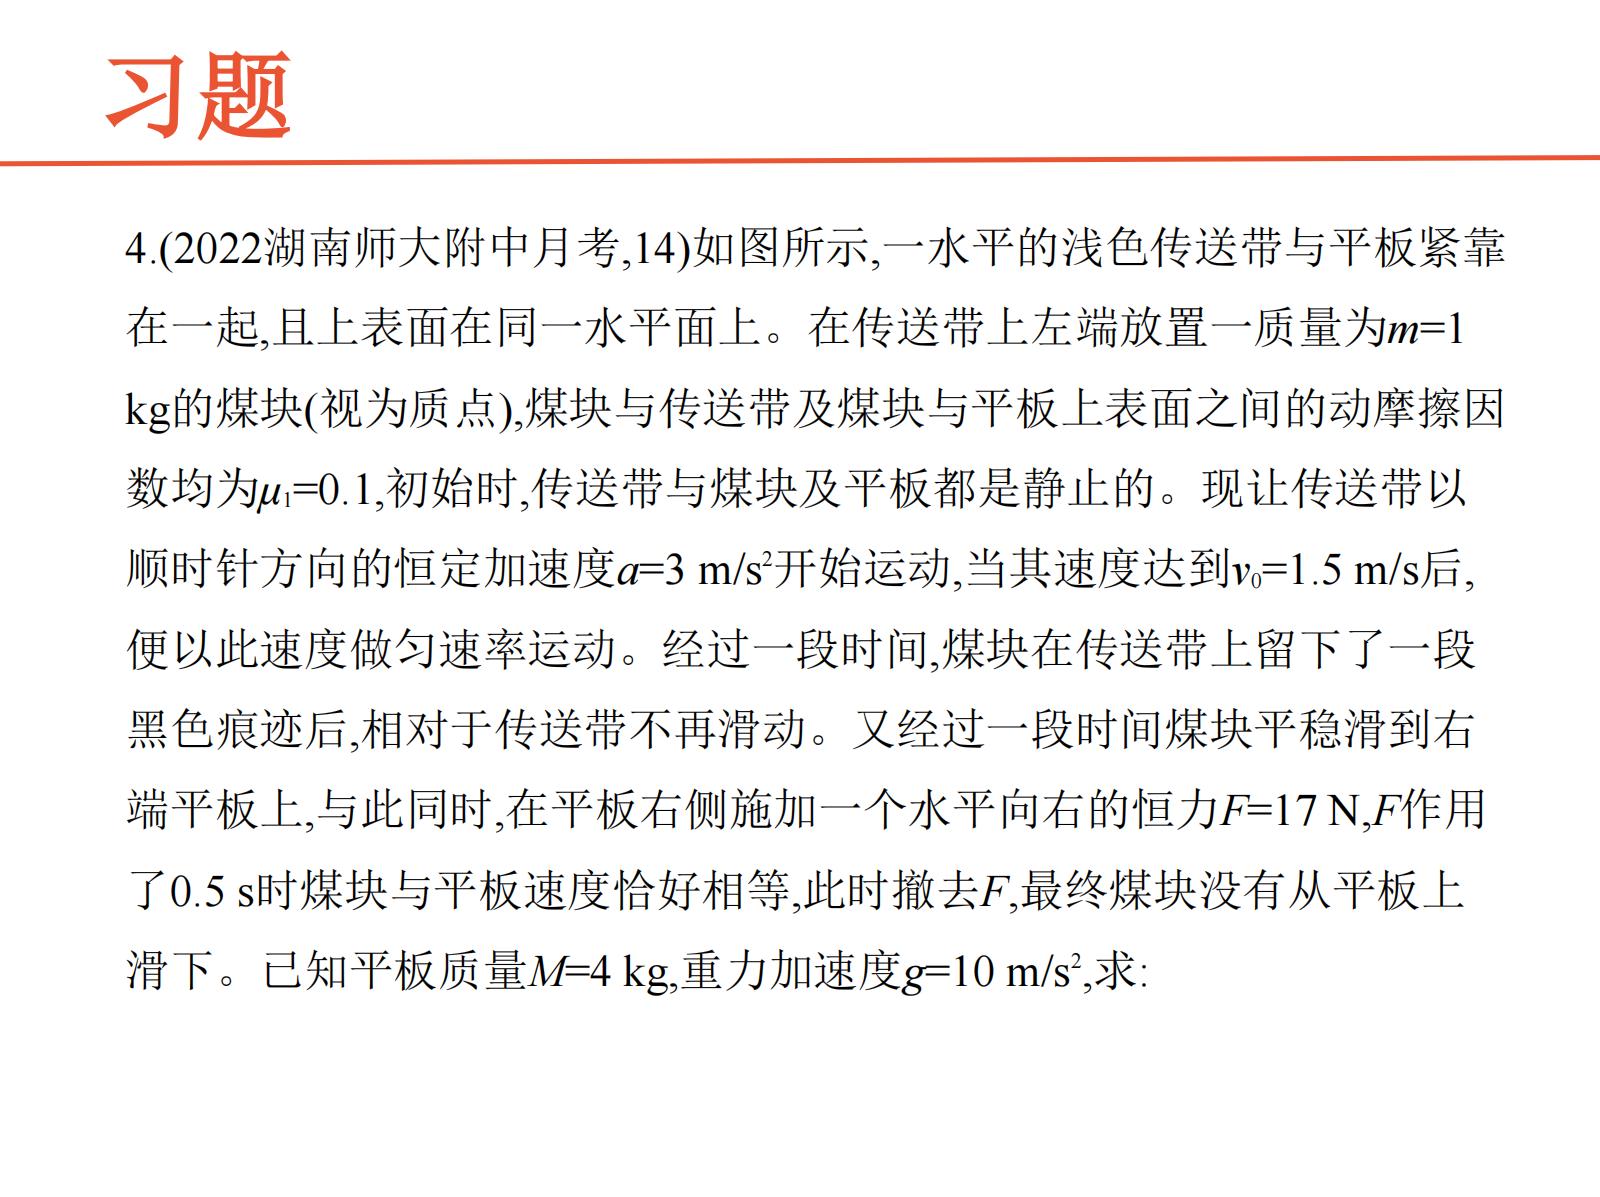 习题
4.(2022湖南师大附中月考,14)如图所示,一水平的浅色传送带与平板紧靠
在一起,且上表面在同一水平面上。在传送带上左端放置一质量为m=1
kg的煤块(视为质点),煤块与传送带及煤块与平板上表面之间的动摩擦因
数均为μ₁=0.1,初始时,传送带与煤块及平板都是静止的。现让传送带以
顺时针方向的恒定加速度a=3 m/s²开始运动,当其速度达到v₀=1.5 m/s后,
便以此速度做匀速率运动。经过一段时间,煤块在传送带上留下了一段
黑色痕迹后,相对于传送带不再滑动。又经过一段时间煤块平稳滑到右
端平板上,与此同时,在平板右侧施加一个水平向右的恒力F=17 N,F作用
了0.5 s时煤块与平板速度恰好相等,此时撤去F,最终煤块没有从平板上
滑下。已知平板质量M=4 kg,重力加速度g=10 m/s²,求: